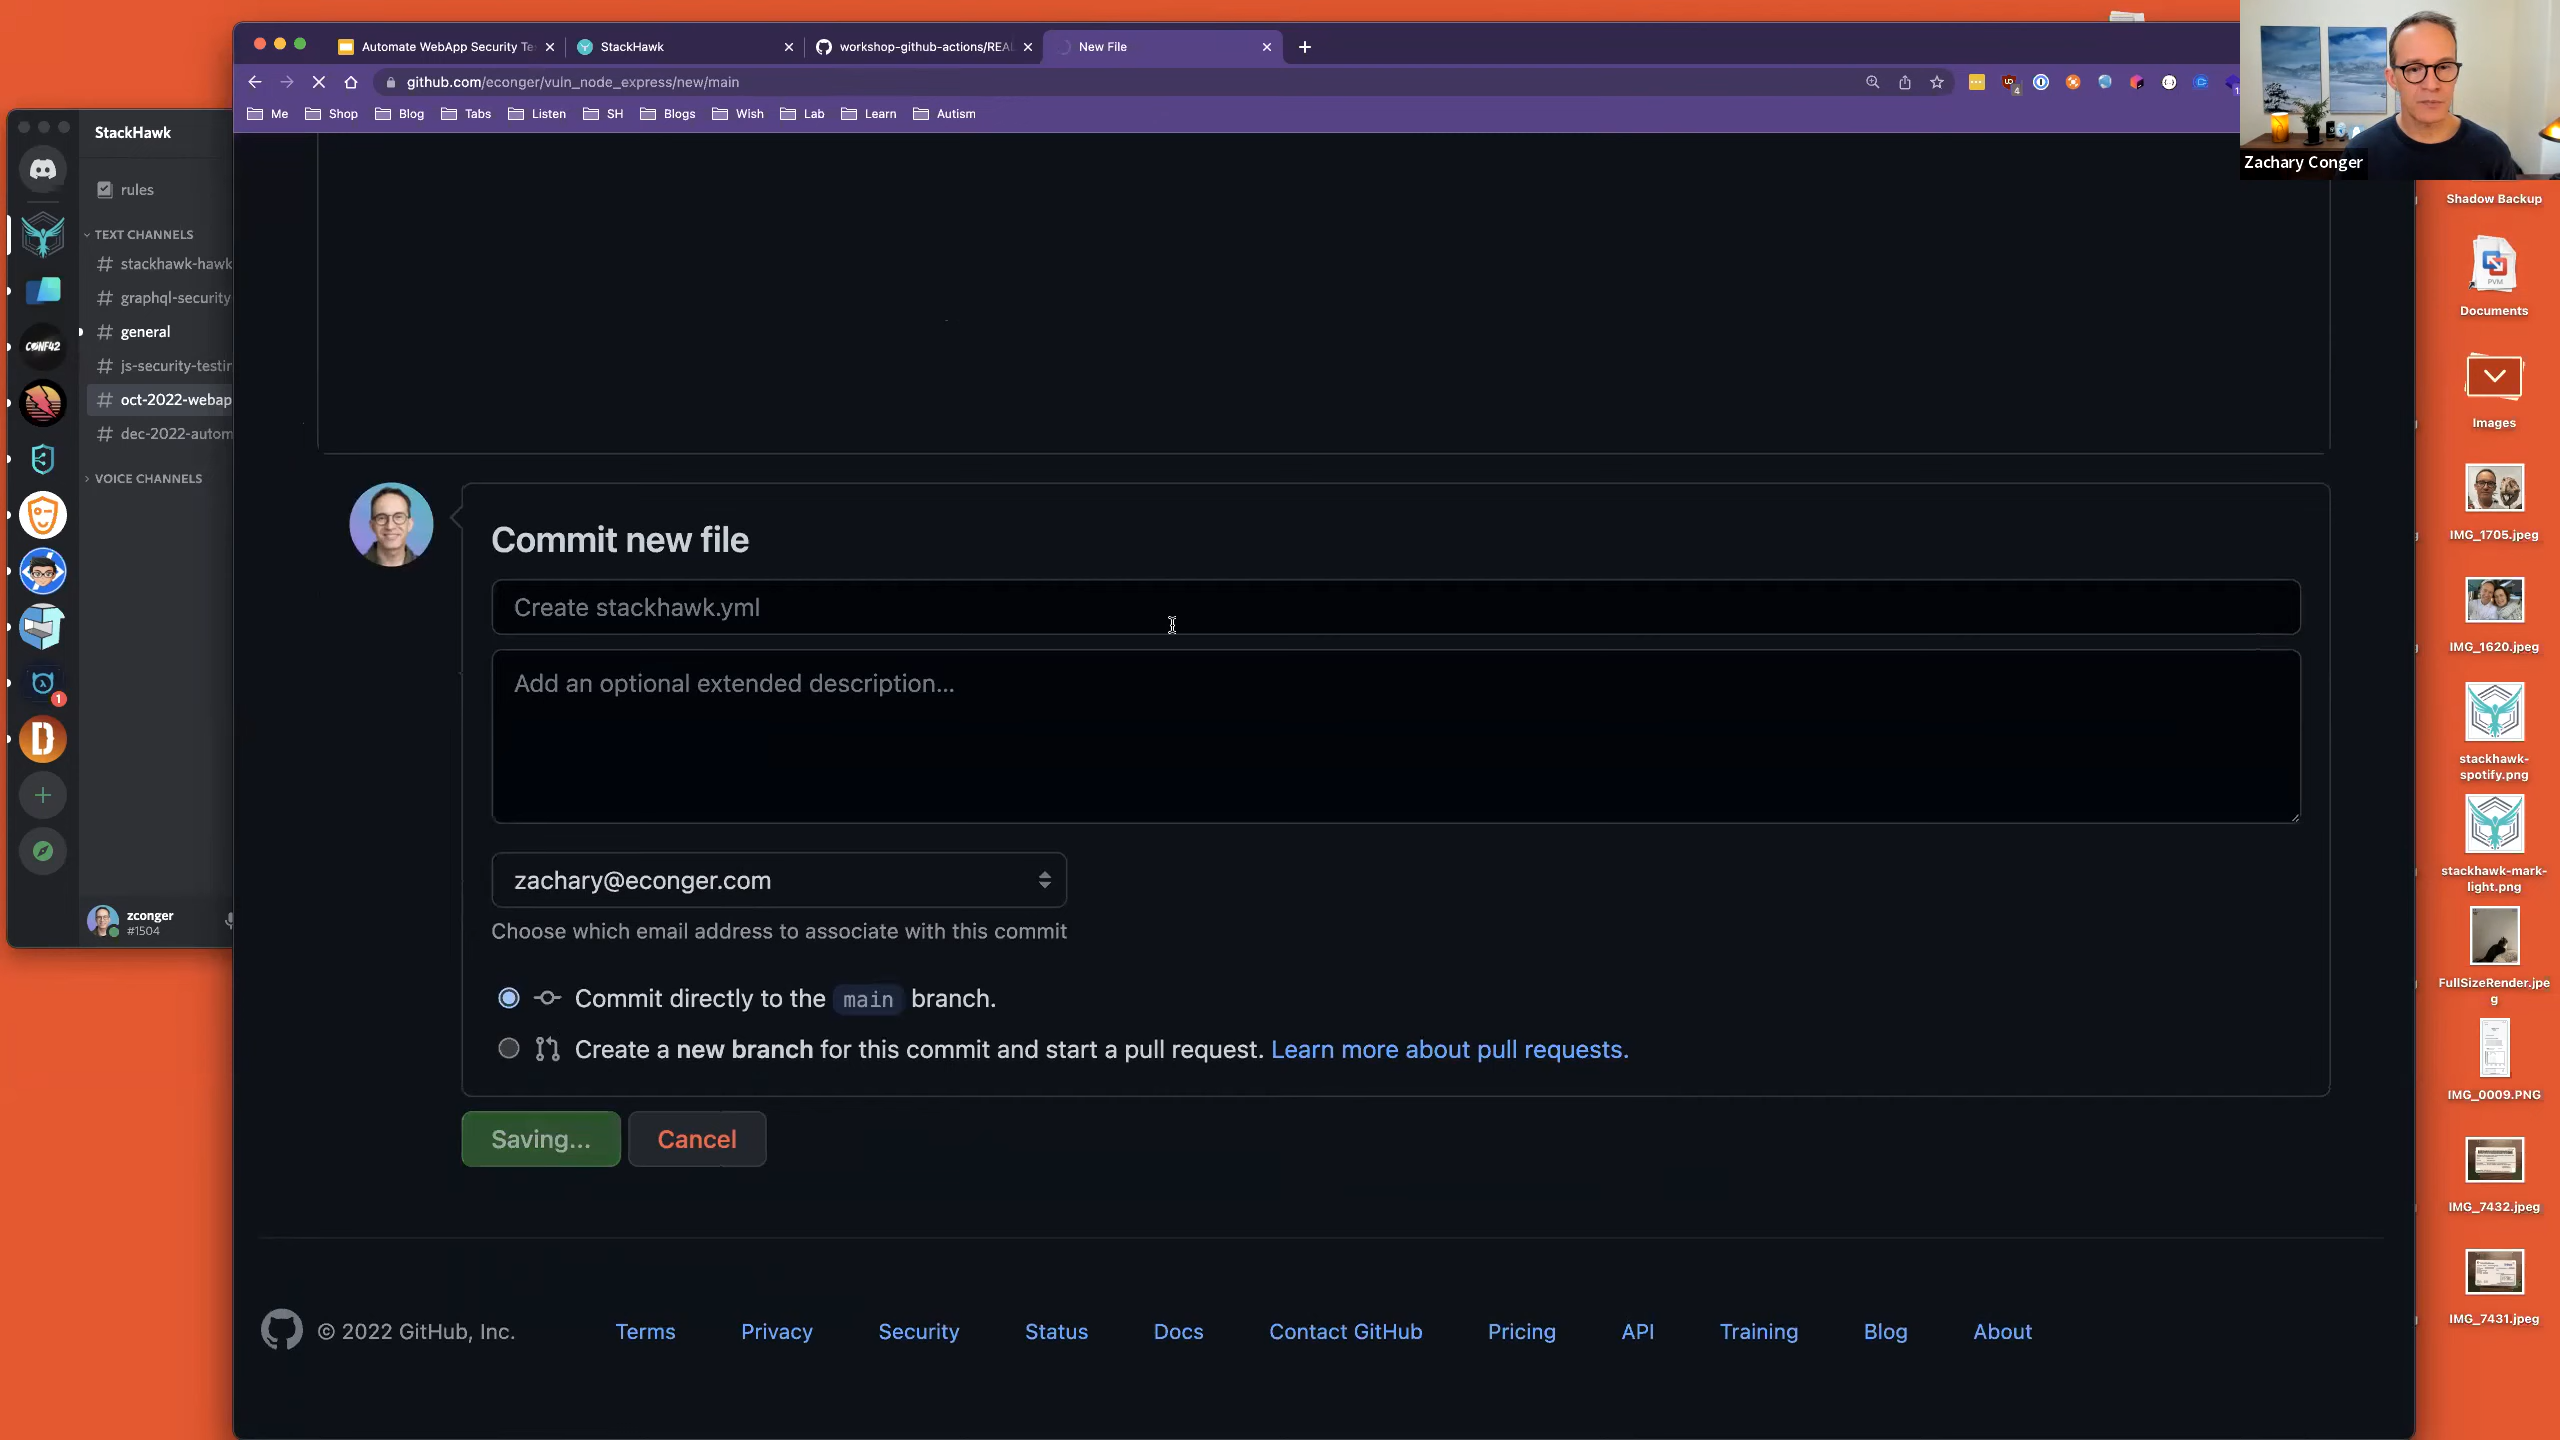 Automate WebApp Security Te
StackHawk
workshop-github-actions/REA
New File
github.com/econger/vuln_node_express/new/main
Me
Shop
Blog
Tabs
Listen
SH
Blogs
Wish
Lab
Learn
Autism
Zachary Conger
StackHawk
rules
TEXT CHANNELS
# stackhawk-hawk
# graphql-security
# general
# js-security-testin
# oct-2022-webap
# dec-2022-autom
VOICE CHANNELS
CONF42
1
zconger
#1504
Commit new file
Create stackhawk.yml
Add an optional extended description...
zachary@econger.com
Choose which email address to associate with this commit
Commit directly to the main branch.
Create a new branch for this commit and start a pull request. Learn more about pull requests.
Saving...
Cancel
© 2022 GitHub, Inc.
Terms
Privacy
Security
Status
Docs
Contact GitHub
Pricing
API
Training
Blog
About
Shadow Backup
Documents
Images
IMG_1705.jpeg
IMG_1620.jpeg
stackhawk-
spotify.png
stackhawk-mark-
light.png
FullSizeRender.jpe
g
IMG_0009.PNG
IMG_7432.jpeg
IMG_7431.jpeg